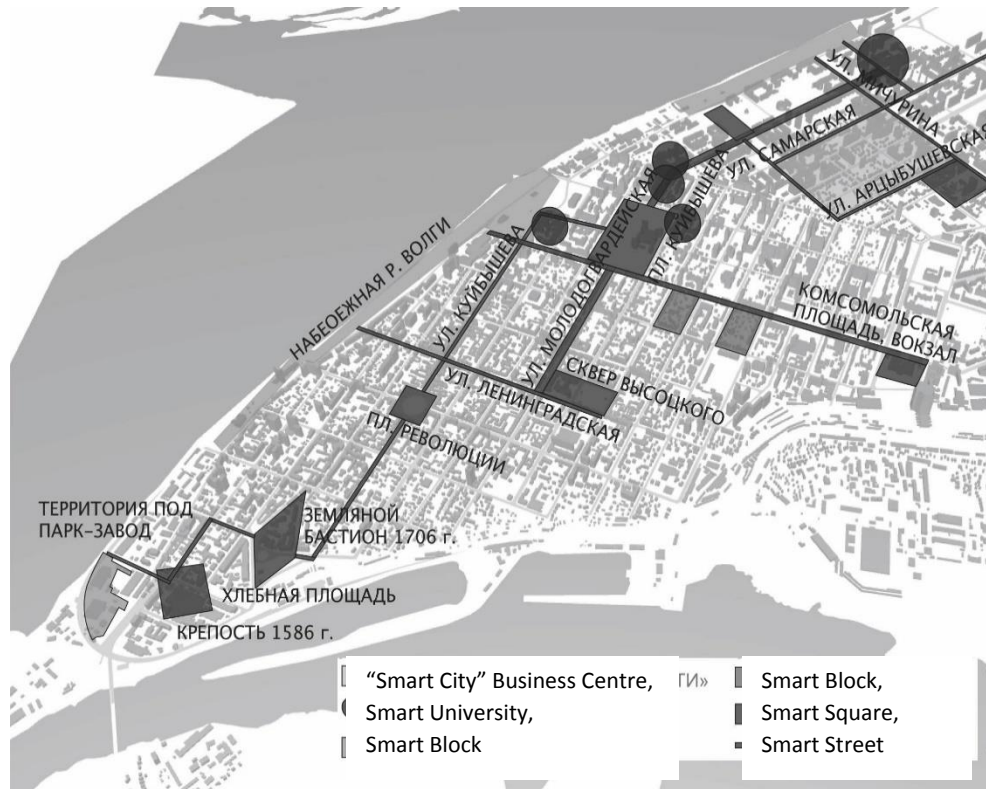 УЛ. МИЧУРИНА
УЛ. САМАРСКАЯ
УЛ. АРЦЫБУШЕВСКАЯ
УЛ. МОЛОДОГВАРДЕЙСКАЯ
ПЛ. КУЙБЫШЕВА
НАБЕОЕЖНАЯ Р. ВОЛГИ
УЛ. КУЙБЫШЕВА
КОМСОМОЛЬСКАЯ
ПЛОЩАДЬ, ВОКЗАЛ
СКВЕР ВЫСОЦКОГО
УЛ. ЛЕНИНГРАДСКАЯ
ПЛ. РЕВОЛЮЦИИ
ТЕРРИТОРИЯ ПОД
ПАРК-ЗАВОД
ЗЕМЛЯНОЙ
БАСТИОН 1706 г.
ХЛЕБНАЯ ПЛОЩАДЬ
КРЕПОСТЬ 1586 г.
“Smart City” Business Centre,
ТИ»
Smart University,
Smart Block
Smart Block,
Smart Square,
Smart Street